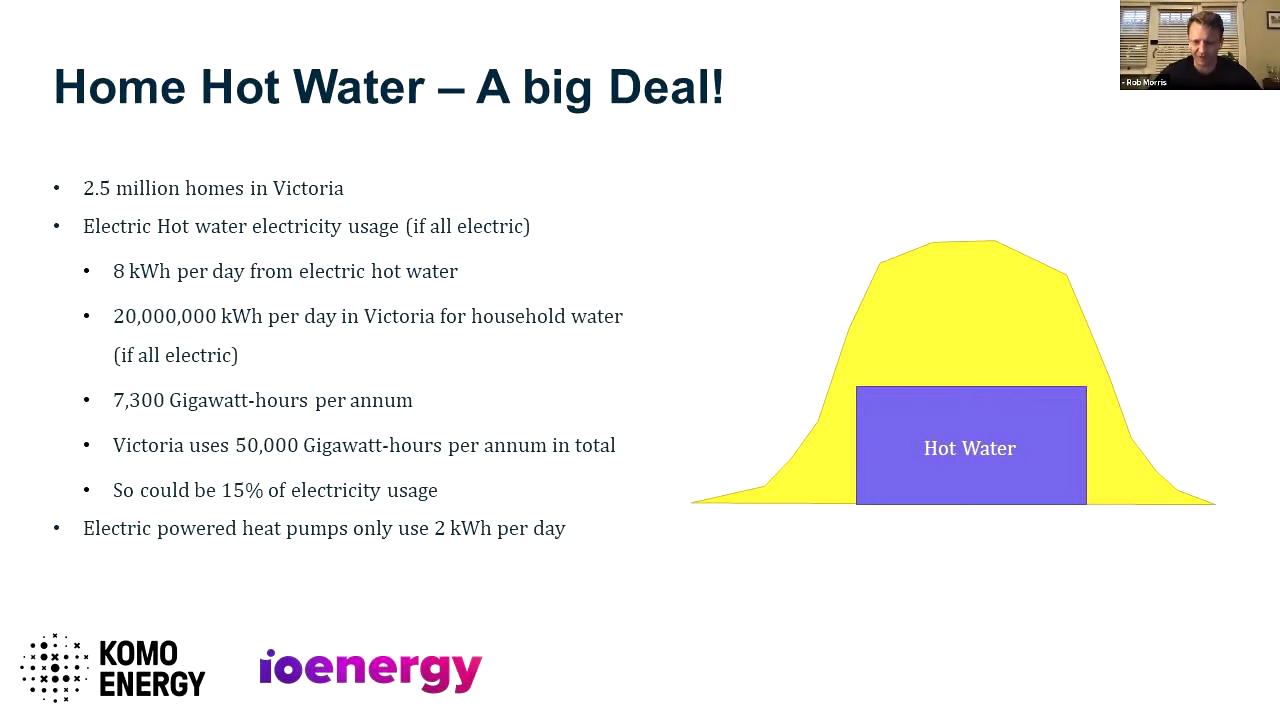 Home Hot Water – A big Deal!
- Rob Morris
• 2.5 million homes in Victoria
• Electric Hot water electricity usage (if all electric)
• 8 kWh per day from electric hot water
• 20,000,000 kWh per day in Victoria for household water
(if all electric)
• 7,300 Gigawatt-hours per annum
• Victoria uses 50,000 Gigawatt-hours per annum in total
• So could be 15% of electricity usage
• Electric powered heat pumps only use 2 kWh per day
Hot Water
KOMO
ENERGY
ioenergy